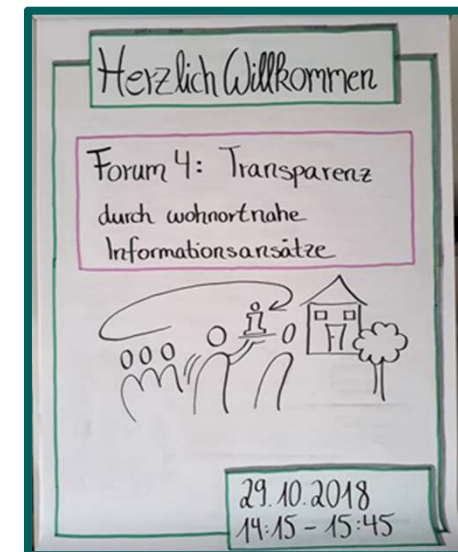 Herzlich Willkommen
Forum 4: Transparenz
durch wohnortnahe
Informationsansätze
i
29.10.2018
14:15 - 15:45